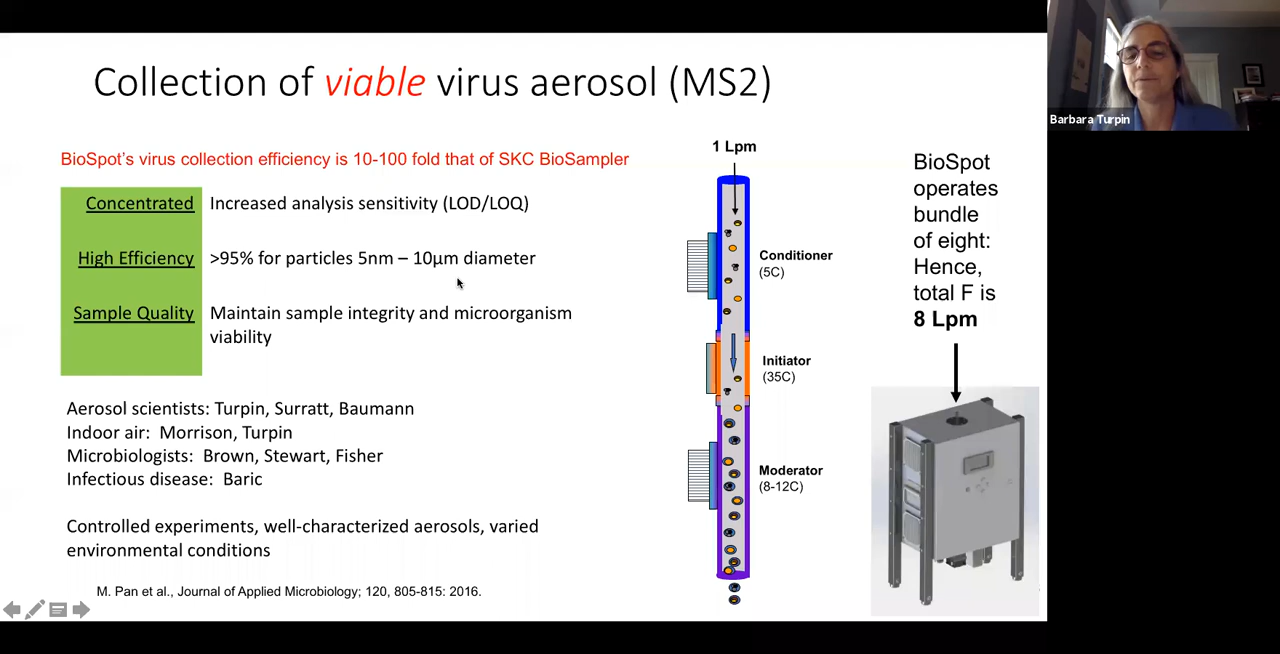 Collection of viable virus aerosol (MS2)
BioSpot's virus collection efficiency is 10-100 fold that of SKC BioSampler
Concentrated Increased analysis sensitivity (LOD/LOQ)
High Efficiency >95% for particles 5nm – 10µm diameter
Sample Quality Maintain sample integrity and microorganism
viability
Aerosol scientists: Turpin, Surratt, Baumann
Indoor air: Morrison, Turpin
Microbiologists: Brown, Stewart, Fisher
Infectious disease: Baric
Controlled experiments, well-characterized aerosols, varied
environmental conditions
M. Pan et al., Journal of Applied Microbiology; 120, 805-815: 2016.
1 Lpm
Conditioner
(5C)
Initiator
(35C)
Moderator
(8-12C)
BioSpot
operates
bundle
of eight:
Hence,
total F is
8 Lpm
Barbara Turpin